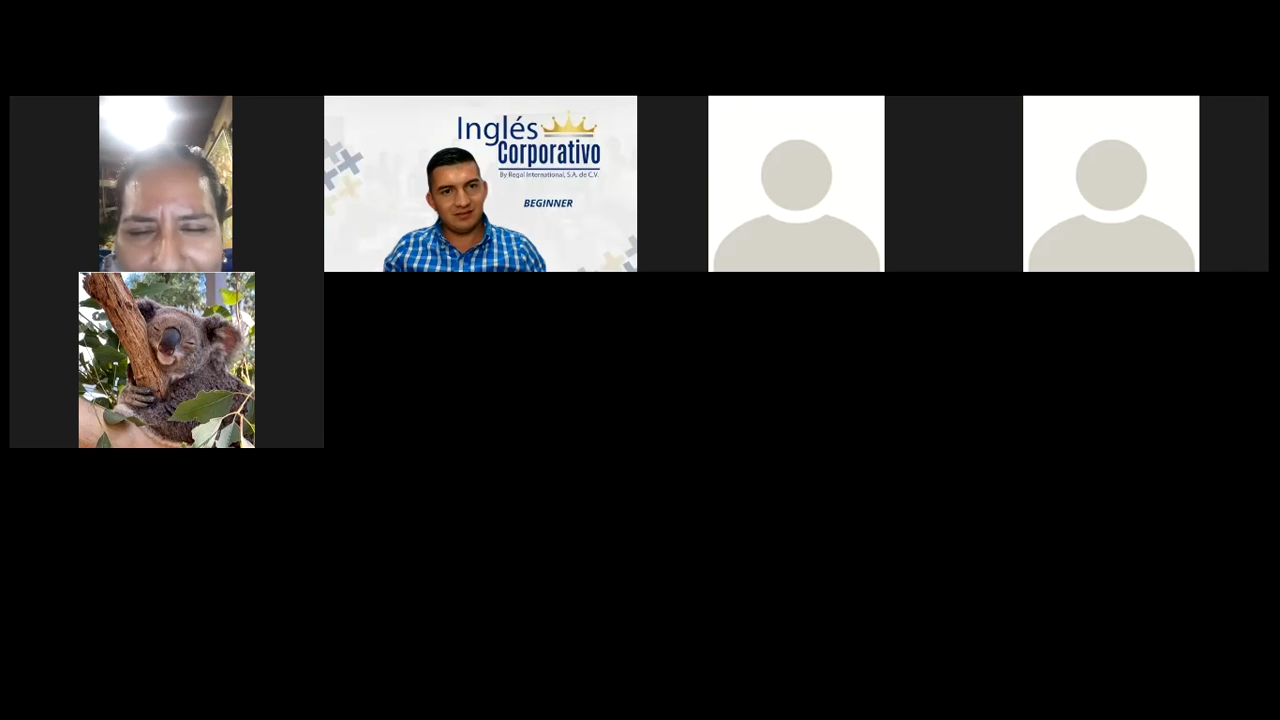 Inglés
Corporativo
By Regal International, S.A. de C.V.
BEGINNER